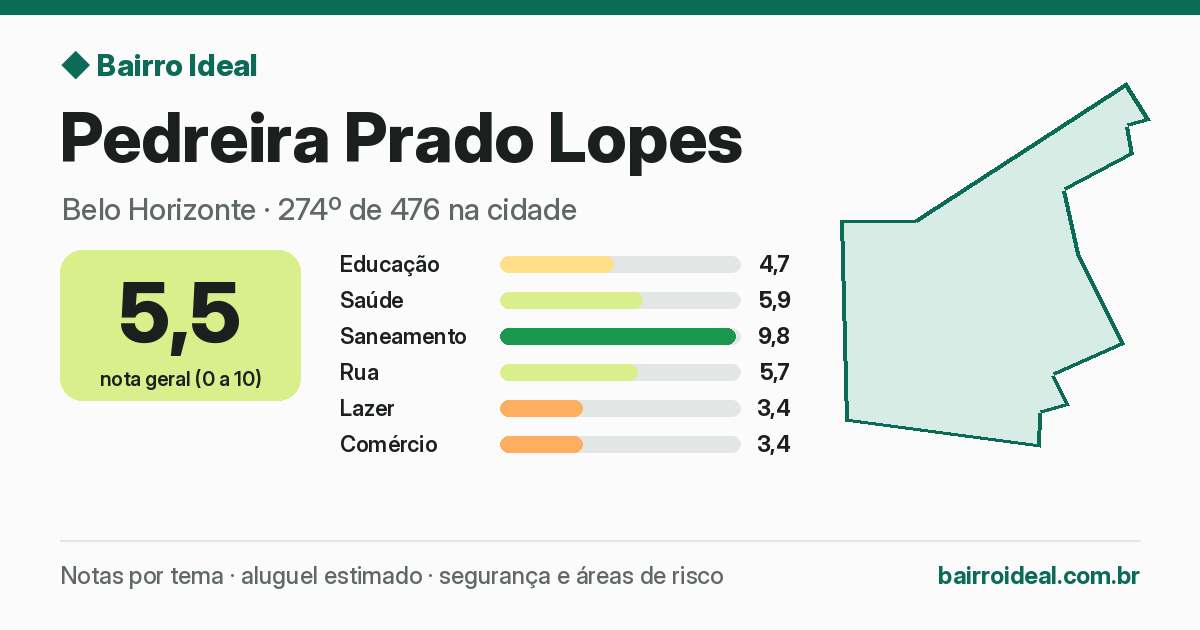 Bairro Ideal
Pedreira Prado Lopes
Belo Horizonte · 274º de 476 na cidade
5,5
nota geral (0 a 10)
Educação 4,7
Saúde 5,9
Saneamento 9,8
Rua 5,7
Lazer 3,4
Comércio 3,4
Notas por tema · aluguel estimado · segurança e áreas de risco
bairroideal.com.br